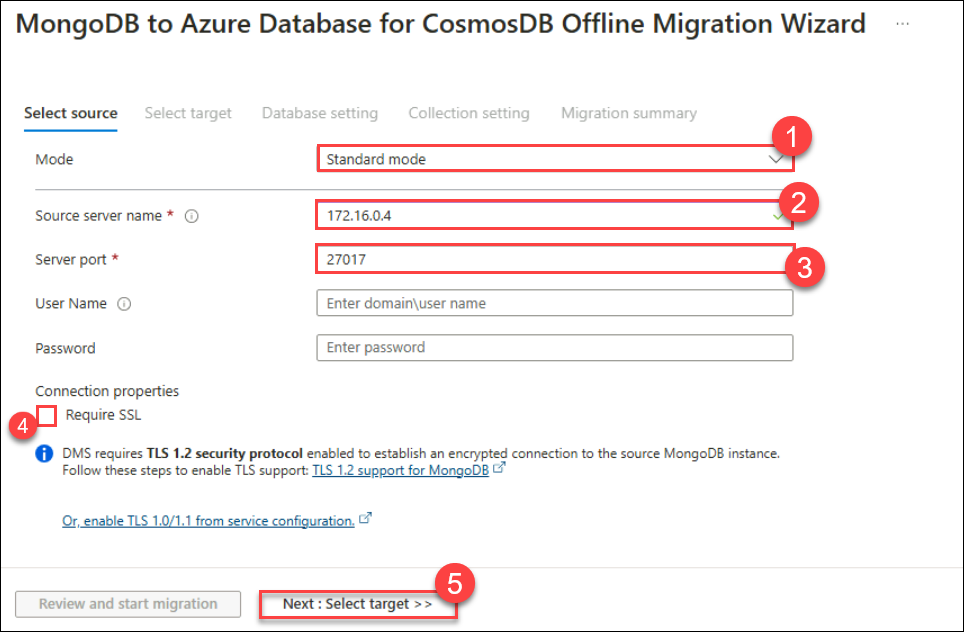 MongoDB to Azure Database for CosmosDB Offline Migration Wizard ...
Select source Select target Database setting Collection setting Migration summary
1
Mode Standard mode
2
Source server name * i 172.16.0.4
Server port * 27017
3
User Name i Enter domain\user name
Password Enter password
Connection properties
4 Require SSL
i DMS requires TLS 1.2 security protocol enabled to establish an encrypted connection to the source MongoDB instance.
Follow these steps to enable TLS support: TLS 1.2 support for MongoDB
Or, enable TLS 1.0/1.1 from service configuration.
5
Review and start migration Next : Select target >>